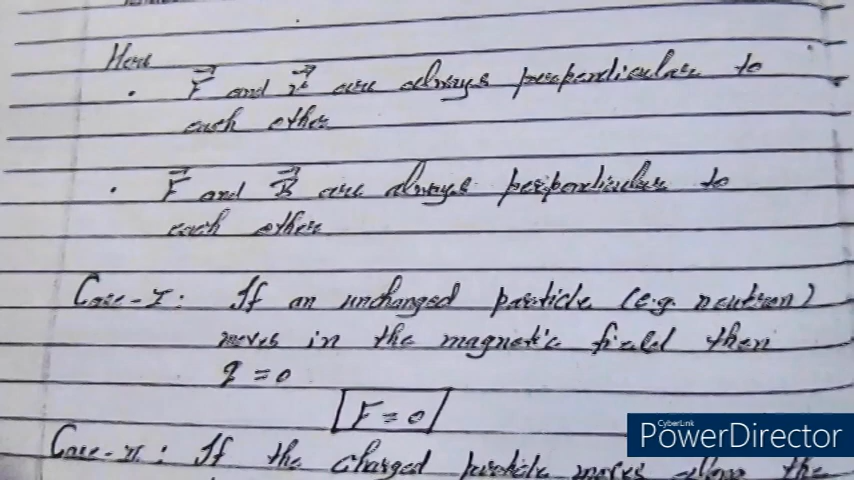 Here
• F and v are always perpendicular to
each other
• F and B are always perpendicular to
each other
Case-I: If an uncharged particle (e.g. neutron)
moves in the magnetic field then
q = 0
F = 0
Case-II: If the charged particle moves along the
CyberLink
PowerDirector